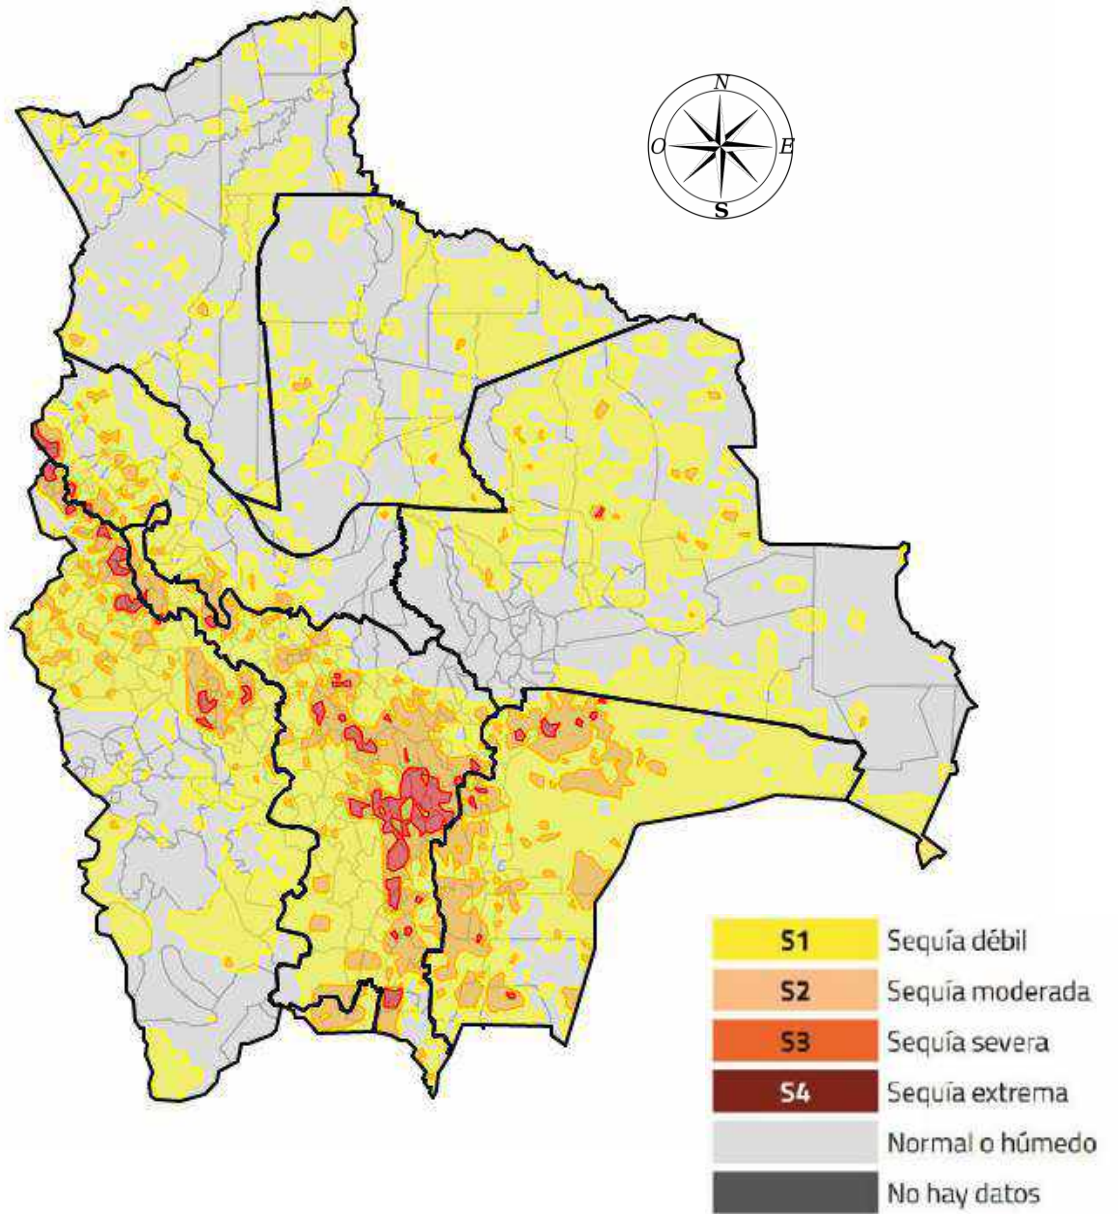 N
O E
S
S1 Sequía débil
S2 Sequía moderada
S3 Sequía severa
S4 Sequía extrema
Normal o húmedo
No hay datos